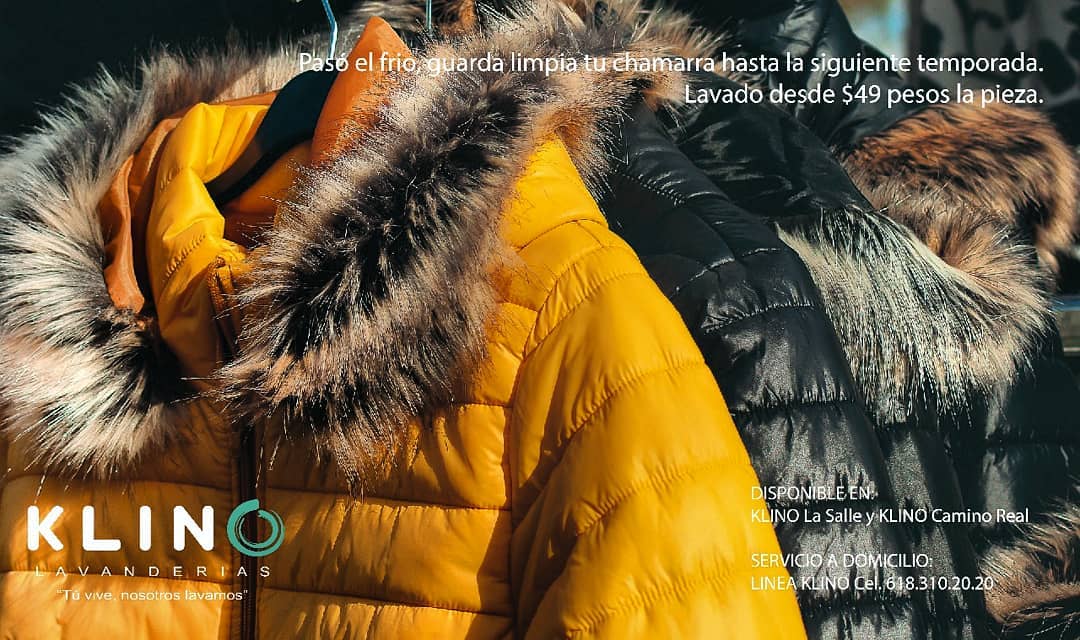 Pasó el frio, guarda limpia tu chamarra hasta la siguiente temporada.
Lavado desde $49 pesos la pieza.
KLINO
LAVANDERIAS
"Tú vive, nosotros lavamos"
DISPONIBLE EN:
KLINO La Salle y KLINO Camino Real
SERVICIO A DOMICILIO:
LINEA KLINO Cel. 618.310.20.20